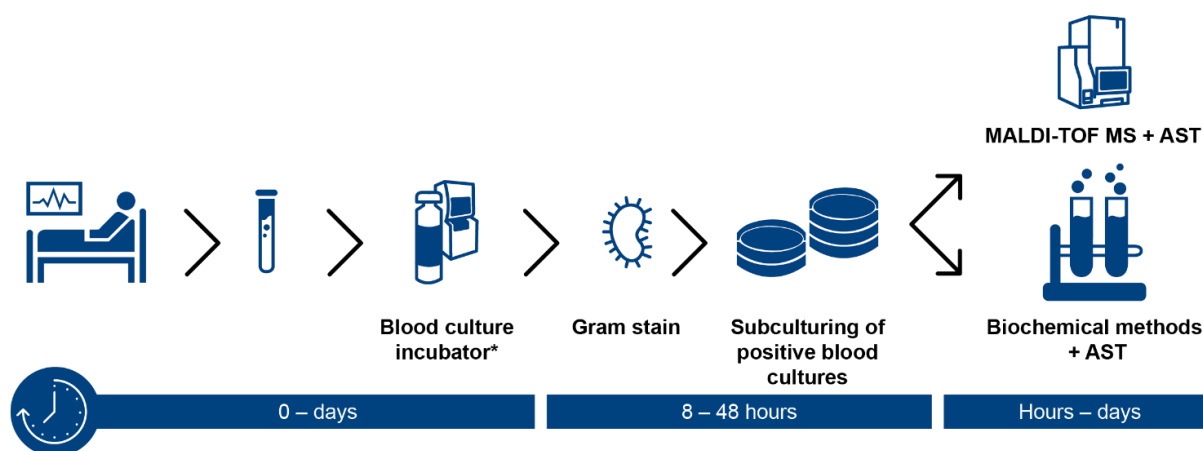 MALDI-TOF MS + AST
Blood culture
incubator*
Gram stain
Subculturing of
positive blood
cultures
Biochemical methods
+ AST
0 – days
8 – 48 hours
Hours – days